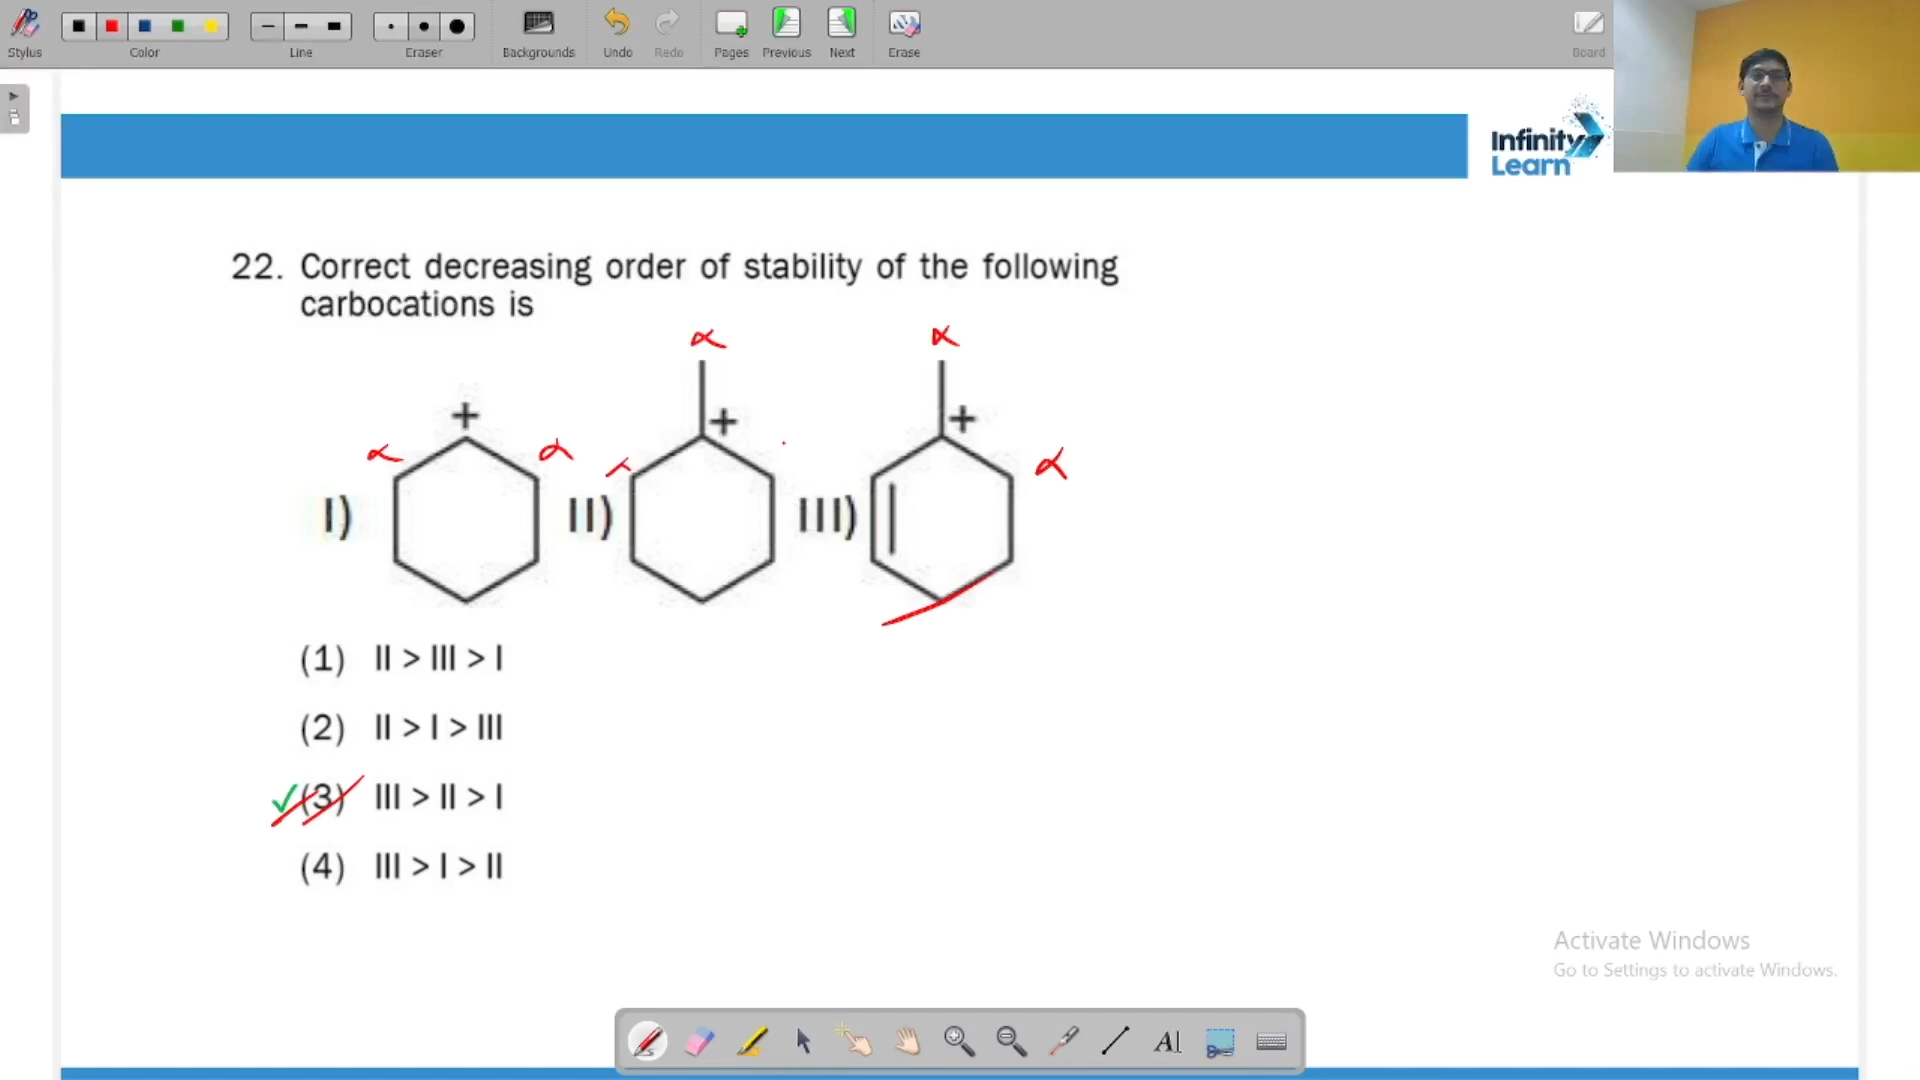 Stylus
Color
Line
Eraser
Backgrounds
Undo
Redo
Pages
Previous
Next
Erase
Board
Infinity
Learn
22. Correct decreasing order of stability of the following
carbocations is
α α
+ + +
α α α α
I) II) III)
(1) II > III > I
(2) II > I > III
✓(3) III > II > I
(4) III > I > II
Activate Windows
Go to Settings to activate Windows.
AI